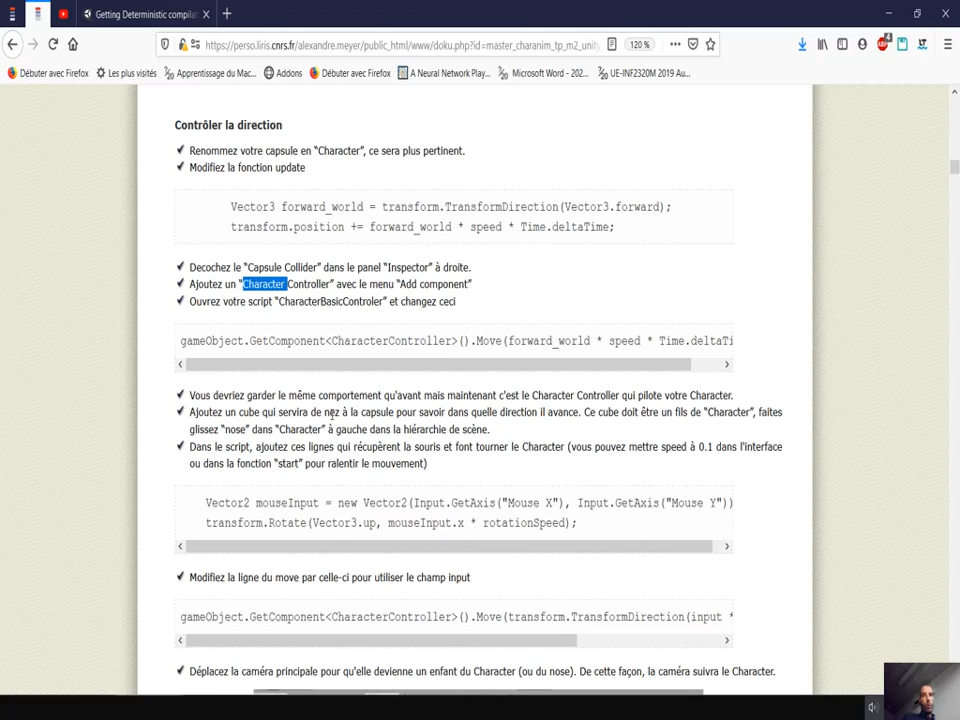 Getting Deterministic compilat
https://perso.liris.cnrs.fr/alexandre.meyer/public_html/www/doku.php?id=master_charanim_tp_m2_unity
120 %
4
Débuter avec Firefox
Les plus visités
Apprentissage du Mac...
Addons
Débuter avec Firefox
A Neural Network Play...
Microsoft Word - 202...
UE-INF2320M 2019 Au...
Contrôler la direction
Renommez votre capsule en "Character", ce sera plus pertinent.
Modifiez la fonction update
Vector3 forward_world = transform.TransformDirection(Vector3.forward);
transform.position += forward_world * speed * Time.deltaTime;
Decochez le "Capsule Collider" dans le panel "Inspector" à droite.
Ajoutez un "Character Controller" avec le menu "Add component"
Ouvrez votre script "CharacterBasicControler" et changez ceci
gameObject.GetComponent<CharacterController>().Move(forward_world * speed * Time.deltaTi
Vous devriez garder le même comportement qu'avant mais maintenant c'est le Character Controller qui pilote votre Character.
Ajoutez un cube qui servira de nez à la capsule pour savoir dans quelle direction il avance. Ce cube doit être un fils de "Character", faites
glissez "nose" dans "Character" à gauche dans la hiérarchie de scène.
Dans le script, ajoutez ces lignes qui récupèrent la souris et font tourner le Character (vous pouvez mettre speed à 0.1 dans l'interface
ou dans la fonction "start" pour ralentir le mouvement)
Vector2 mouseInput = new Vector2(Input.GetAxis("Mouse X"), Input.GetAxis("Mouse Y"))
transform.Rotate(Vector3.up, mouseInput.x * rotationSpeed);
Modifiez la ligne du move par celle-ci pour utiliser le champ input
gameObject.GetComponent<CharacterController>().Move(transform.TransformDirection(input *
Déplacez la caméra principale pour qu'elle devienne un enfant du Character (ou du nose). De cette façon, la caméra suivra le Character.